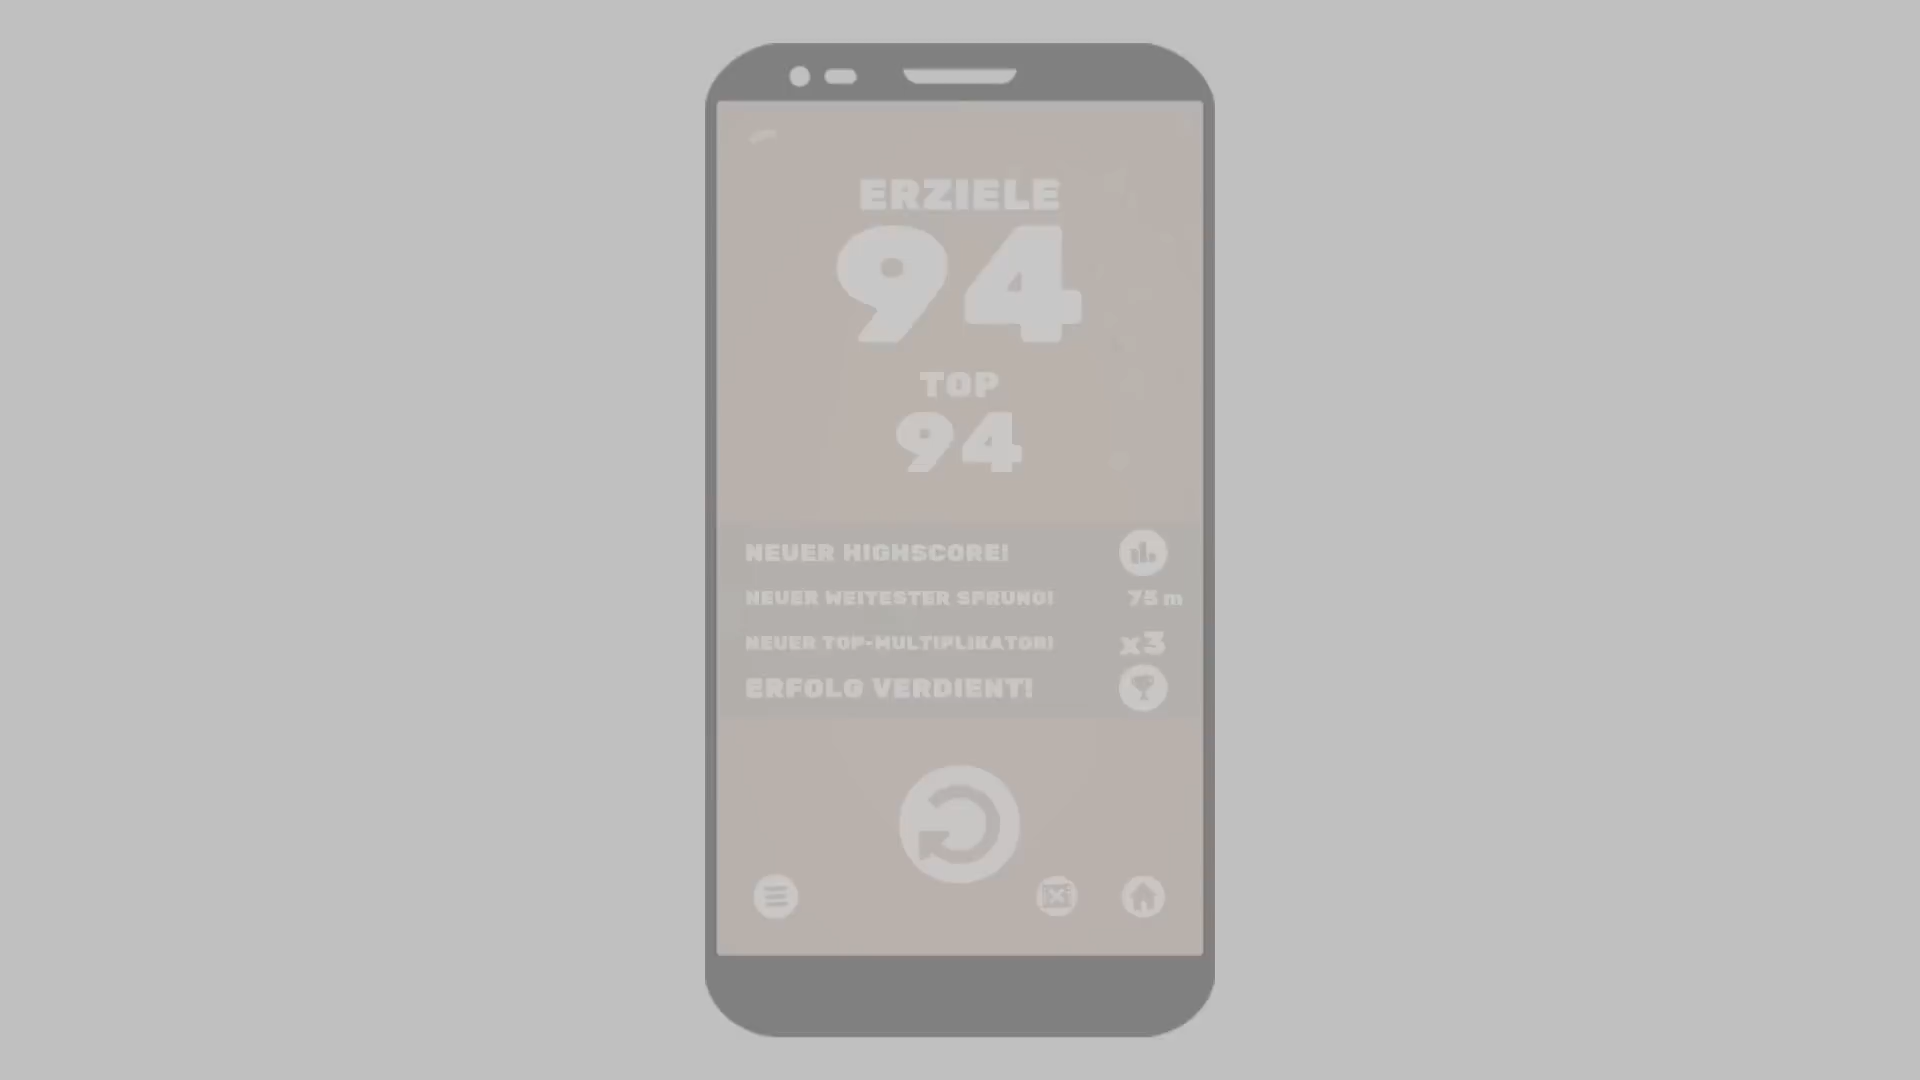 ERZIELE
94
TOP
94
NEUER HIGHSCORE!
NEUER WEITESTER SPRUNG! 75 m
NEUER TOP-MULTIPLIKATOR! x3
ERFOLG VERDIENT!